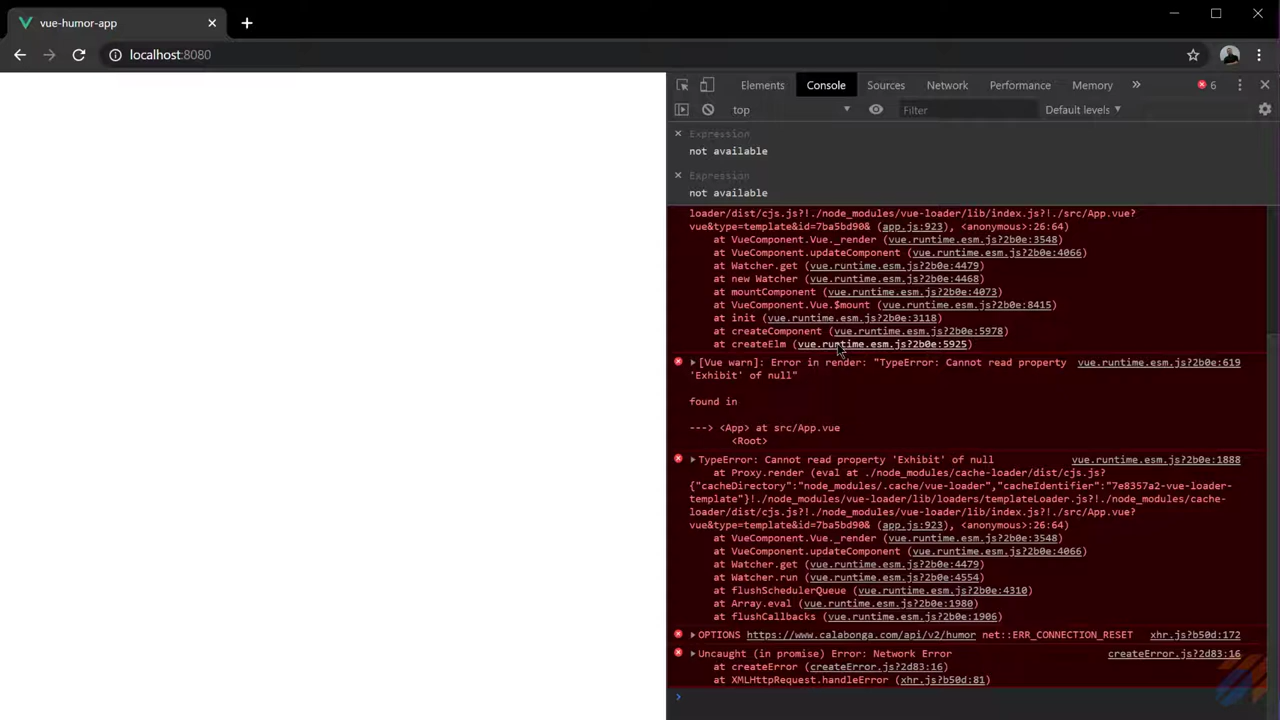 vue-humor-app
localhost:8080
Elements Console Sources Network Performance Memory 6
top Filter Default levels
Expression
not available
Expression
not available
loader/dist/cjs.js?!./node_modules/vue-loader/lib/index.js?!./src/App.vue?
vue&type=template&id=7ba5bd90& (app.js:923), <anonymous>:26:64)
at VueComponent.Vue._render (vue.runtime.esm.js?2b0e:3548)
at VueComponent.updateComponent (vue.runtime.esm.js?2b0e:4066)
at Watcher.get (vue.runtime.esm.js?2b0e:4479)
at new Watcher (vue.runtime.esm.js?2b0e:4468)
at mountComponent (vue.runtime.esm.js?2b0e:4073)
at VueComponent.Vue.$mount (vue.runtime.esm.js?2b0e:8415)
at init (vue.runtime.esm.js?2b0e:3118)
at createComponent (vue.runtime.esm.js?2b0e:5978)
at createElm (vue.runtime.esm.js?2b0e:5925)
[Vue warn]: Error in render: "TypeError: Cannot read property vue.runtime.esm.js?2b0e:619
'Exhibit' of null"
found in
---> <App> at src/App.vue
<Root>
TypeError: Cannot read property 'Exhibit' of null vue.runtime.esm.js?2b0e:1888
at Proxy.render (eval at ./node_modules/cache-loader/dist/cjs.js?
{"cacheDirectory":"node_modules/.cache/vue-loader","cacheIdentifier":"7e8357a2-vue-loader-
template"}!./node_modules/vue-loader/lib/loaders/templateLoader.js?!./node_modules/cache-
loader/dist/cjs.js?!./node_modules/vue-loader/lib/index.js?!./src/App.vue?
vue&type=template&id=7ba5bd90& (app.js:923), <anonymous>:26:64)
at VueComponent.Vue._render (vue.runtime.esm.js?2b0e:3548)
at VueComponent.updateComponent (vue.runtime.esm.js?2b0e:4066)
at Watcher.get (vue.runtime.esm.js?2b0e:4479)
at Watcher.run (vue.runtime.esm.js?2b0e:4554)
at flushSchedulerQueue (vue.runtime.esm.js?2b0e:4310)
at Array.eval (vue.runtime.esm.js?2b0e:1980)
at flushCallbacks (vue.runtime.esm.js?2b0e:1906)
OPTIONS https://www.calabonga.com/api/v2/humor net::ERR_CONNECTION_RESET xhr.js?b50d:172
Uncaught (in promise) Error: Network Error createError.js?2d83:16
at createError (createError.js?2d83:16)
at XMLHttpRequest.handleError (xhr.js?b50d:81)